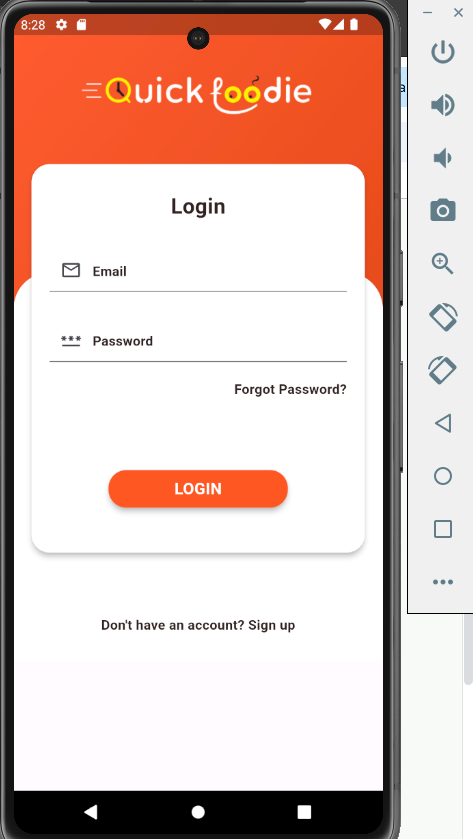 8:28
Quick foodie
Login
Email
*** Password
Forgot Password?
LOGIN
Don't have an account? Sign up
a